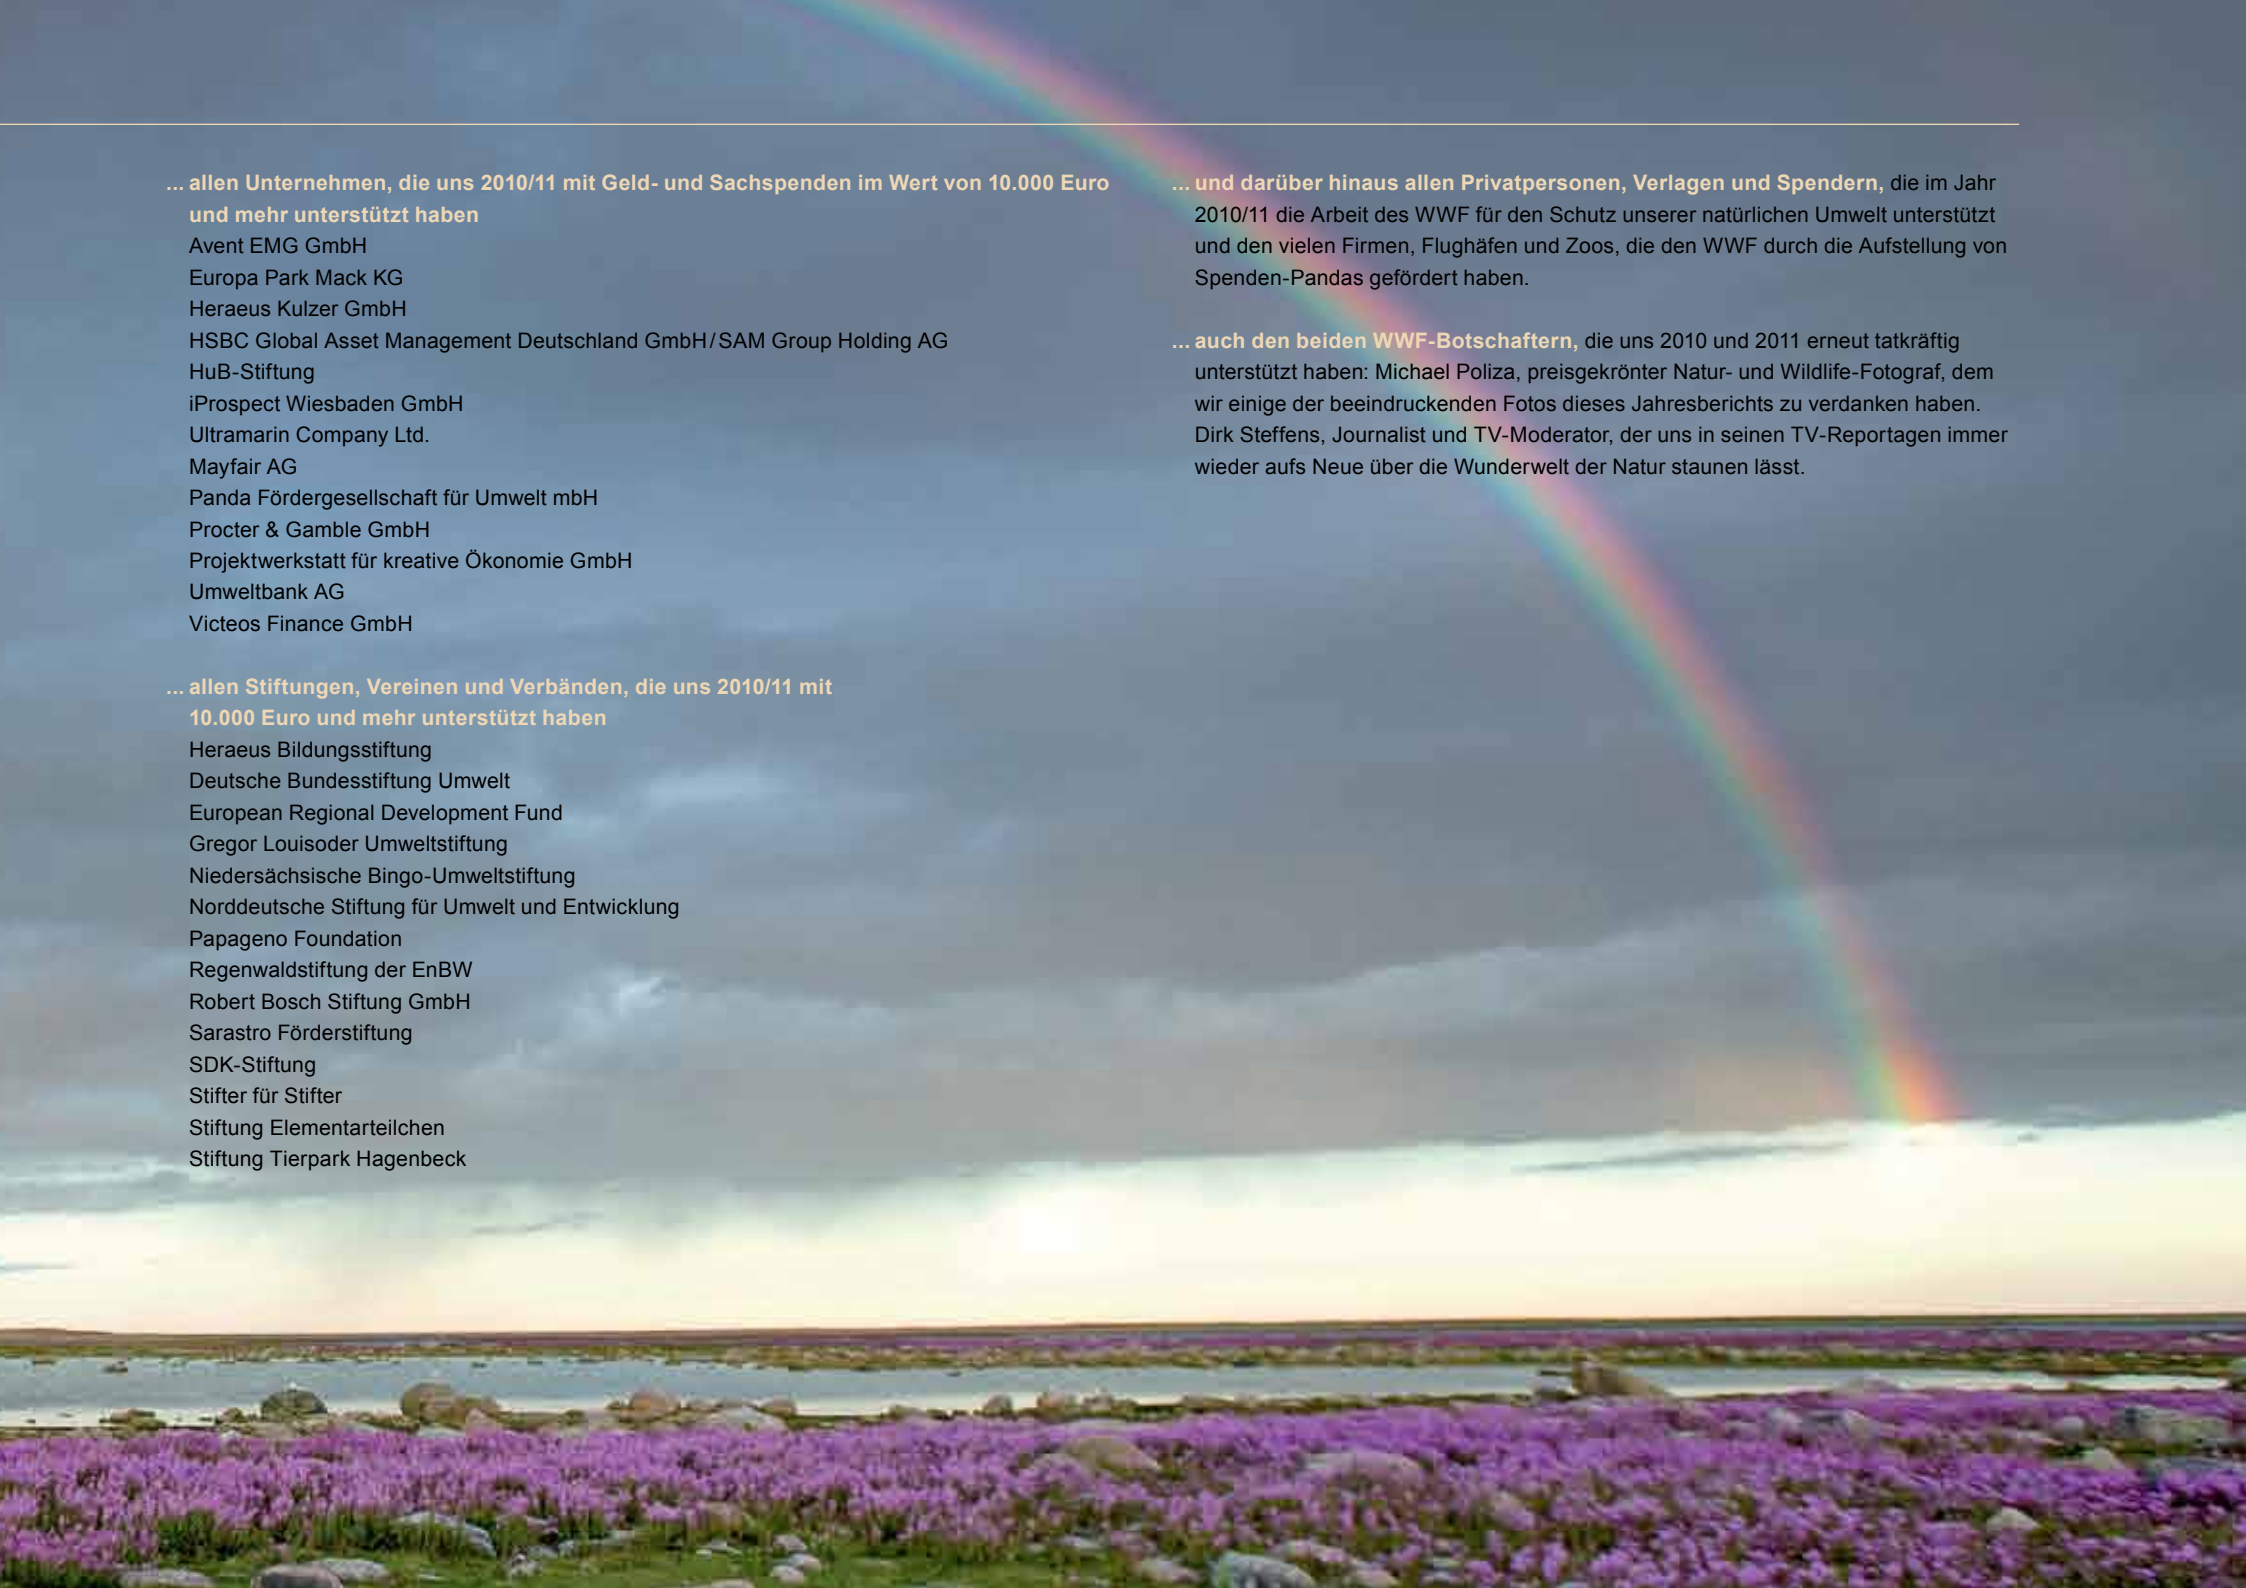 ... allen Unternehmen, die uns 2010/11 mit Geld- und Sachspenden im Wert von 10.000 Euro
und mehr unterstützt haben
Avent EMG GmbH
Europa Park Mack KG
Heraeus Kulzer GmbH
HSBC Global Asset Management Deutschland GmbH/SAM Group Holding AG
HuB-Stiftung
iProspect Wiesbaden GmbH
Ultramarin Company Ltd.
Mayfair AG
Panda Fördergesellschaft für Umwelt mbH
Procter & Gamble GmbH
Projektwerkstatt für kreative Ökonomie GmbH
Umweltbank AG
Victeos Finance GmbH
... allen Stiftungen, Vereinen und Verbänden, die uns 2010/11 mit
10.000 Euro und mehr unterstützt haben
Heraeus Bildungsstiftung
Deutsche Bundesstiftung Umwelt
European Regional Development Fund
Gregor Louisoder Umweltstiftung
Niedersächsische Bingo-Umweltstiftung
Norddeutsche Stiftung für Umwelt und Entwicklung
Papageno Foundation
Regenwaldstiftung der EnBW
Robert Bosch Stiftung GmbH
Sarastro Förderstiftung
SDK-Stiftung
Stifter für Stifter
Stiftung Elementarteilchen
Stiftung Tierpark Hagenbeck
... und darüber hinaus allen Privatpersonen, Verlagen und Spendern, die im Jahr
2010/11 die Arbeit des WWF für den Schutz unserer natürlichen Umwelt unterstützt
und den vielen Firmen, Flughäfen und Zoos, die den WWF durch die Aufstellung von
Spenden-Pandas gefördert haben.
... auch den beiden WWF-Botschaftern, die uns 2010 und 2011 erneut tatkräftig
unterstützt haben: Michael Poliza, preisgekrönter Natur- und Wildlife-Fotograf, dem
wir einige der beeindruckenden Fotos dieses Jahresberichts zu verdanken haben.
Dirk Steffens, Journalist und TV-Moderator, der uns in seinen TV-Reportagen immer
wieder aufs Neue über die Wunderwelt der Natur staunen lässt.